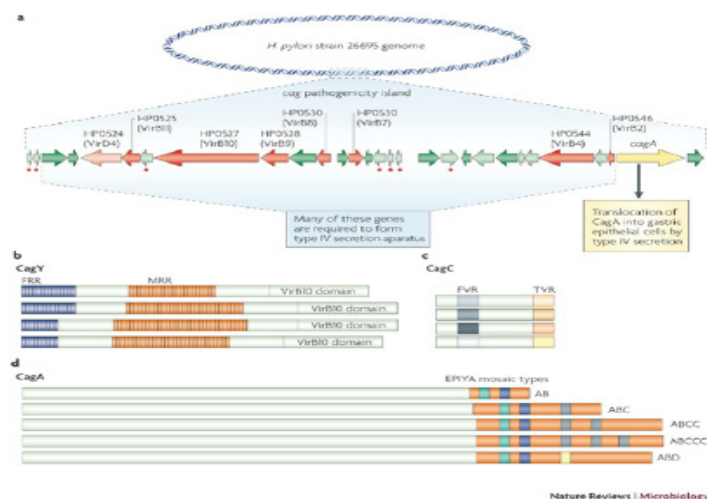 a
H. pylori strain 26695 genome
cag pathogenicity island
HP0524
(VirD4)
HP0525
(VirB11)
HP0527
(VirB10)
HP0528
(VirB9)
HP0530
(VirB8)
HP0530
(VirB7)
HP0544
(VirB4)
HP0546
(VirB2)
cagA
Many of these genes
are required to form
type IV secretion apparatus
Translocation of
CagA into gastric
epithelial cells by
type IV secretion
b
CagY
FRR
MRR
VirB10 domain
VirB10 domain
VirB10 domain
VirB10 domain
c
CagC
FVR
TVR
d
CagA
EPIYA mosaic types
AB
ABC
ABCC
ABCCC
ABD
Nature Reviews | Microbiology